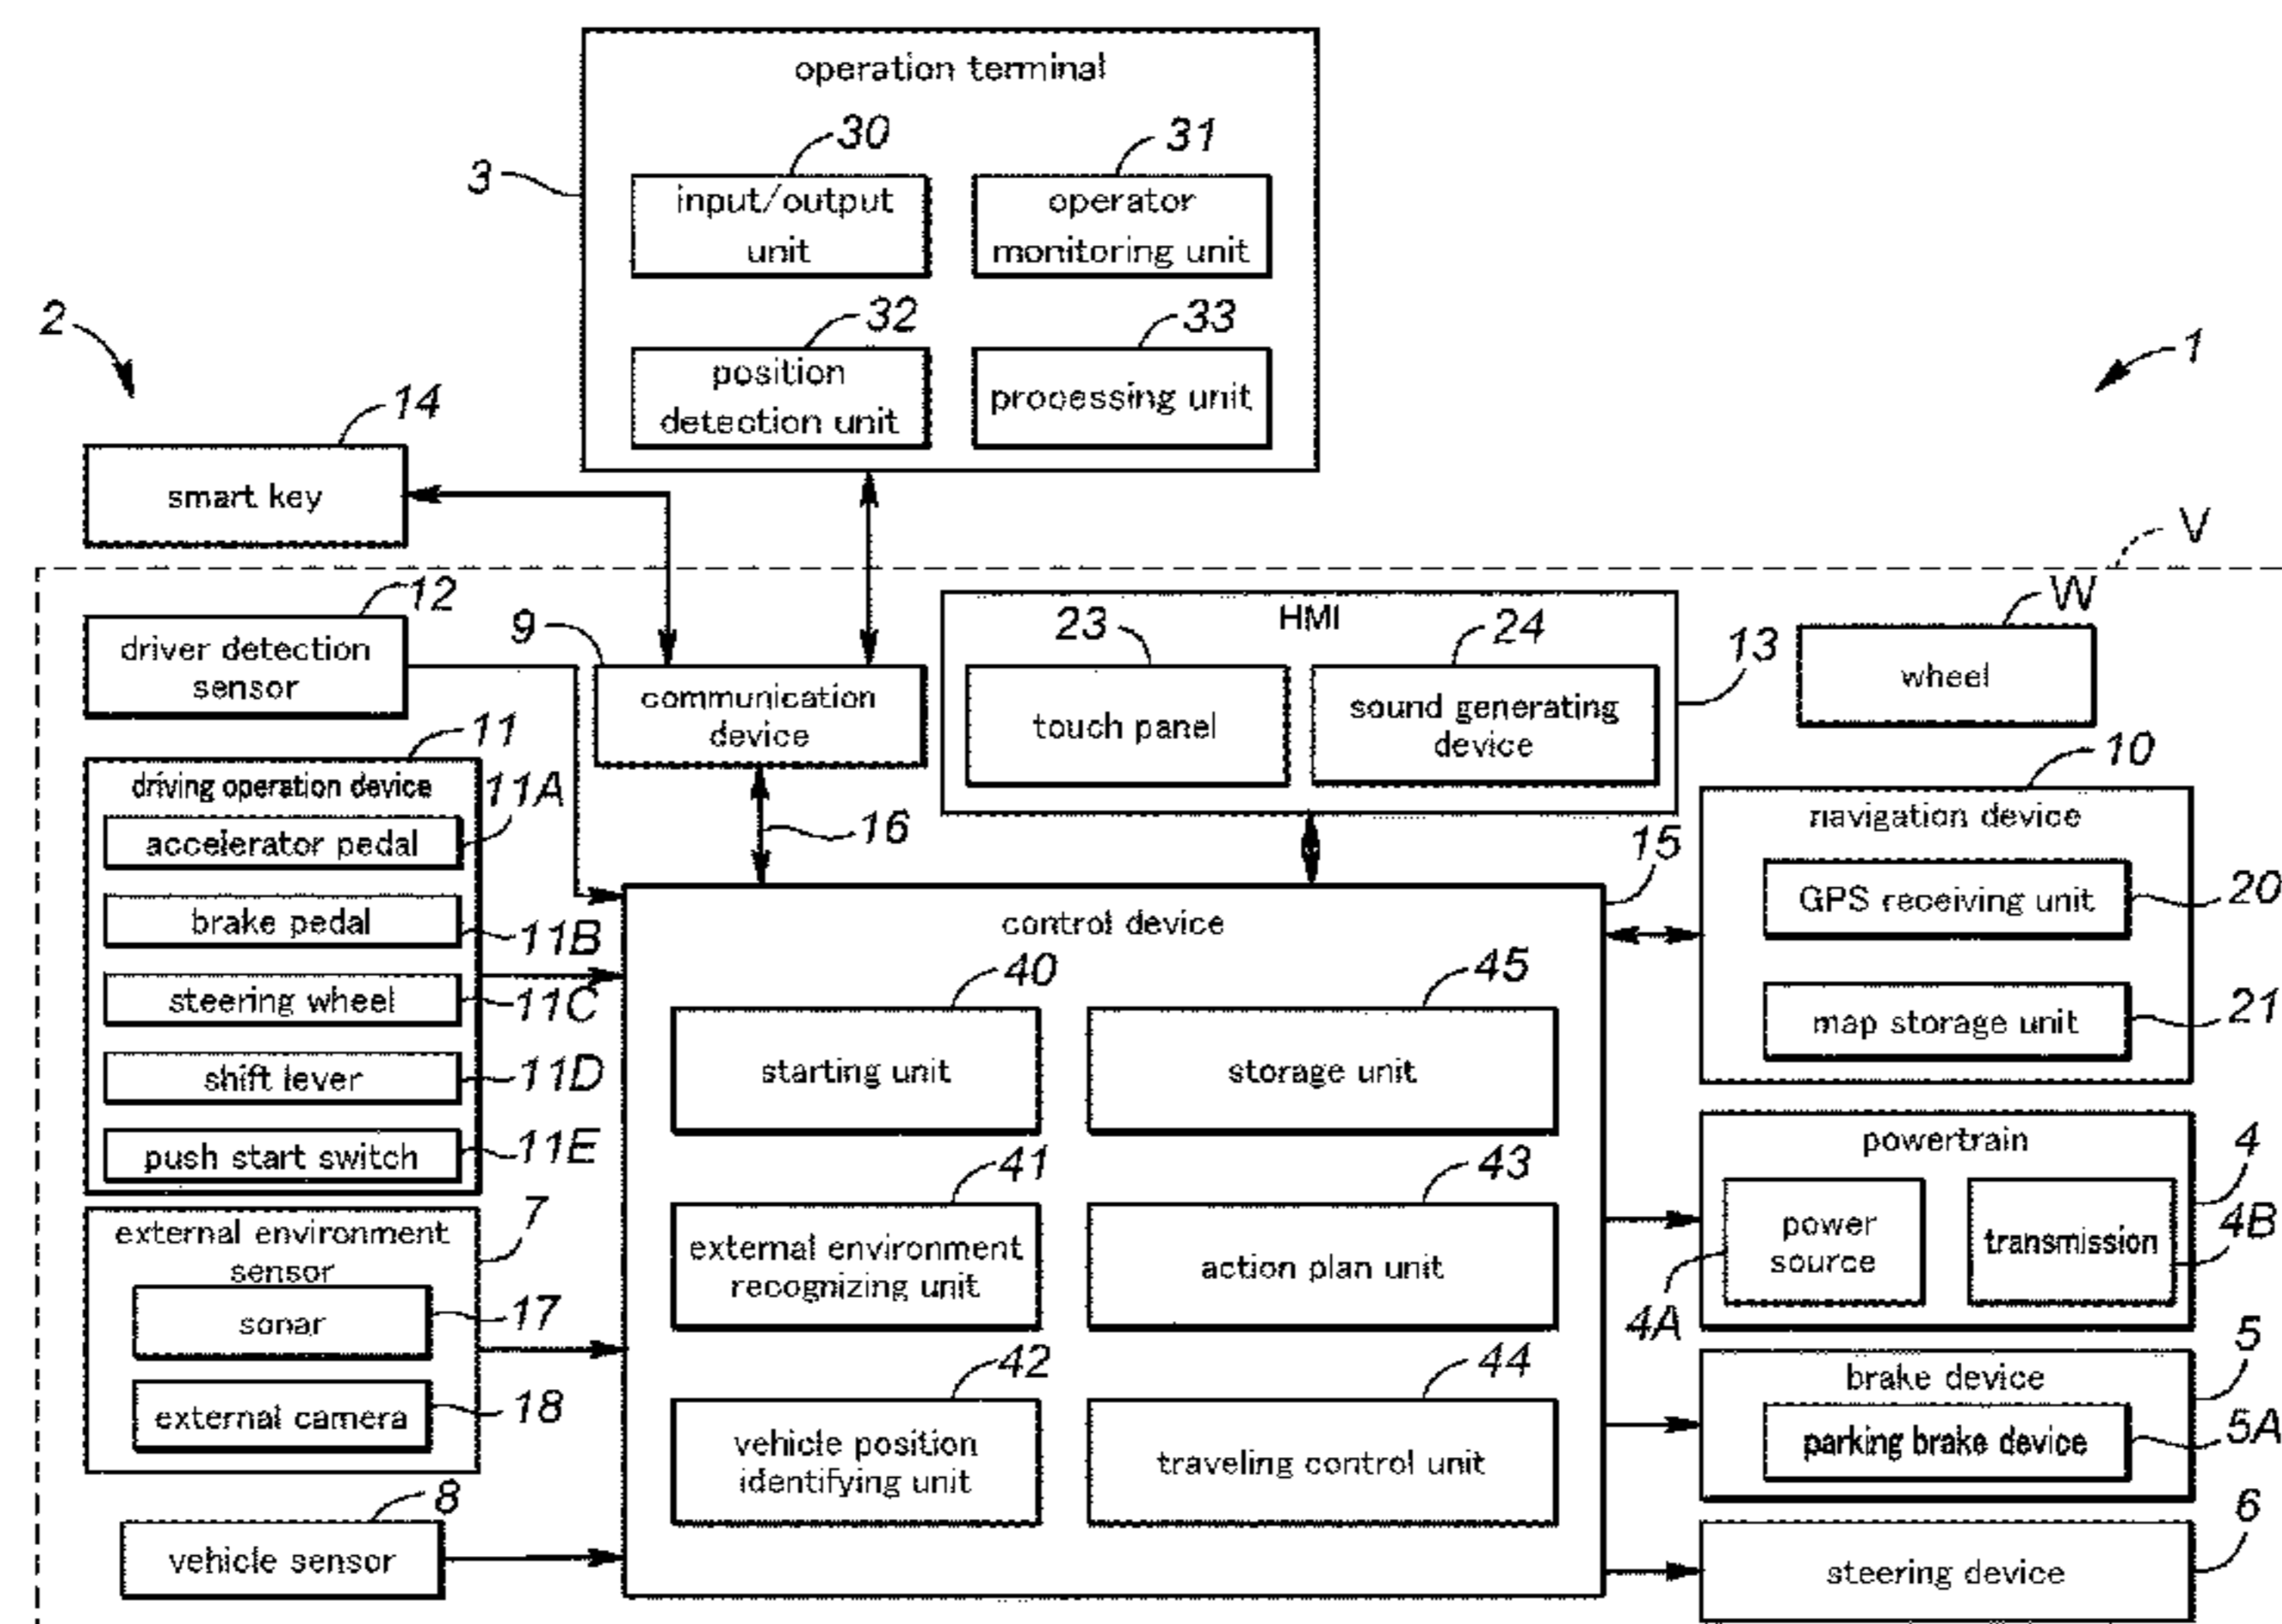 operation terminal
30
31
3
input/output
unit
operator
monitoring unit
32
33
2
1
position
detection unit
processing unit
14
smart key
V
12
driver detection
sensor
9
communication
device
HMI
23
24
touch panel
sound generating
device
13
W
wheel
11
driving operation device
11A
accelerator pedal
brake pedal
11B
steering wheel
11C
shift lever
11D
push start switch
11E
16
15
10
navigation device
GPS receiving unit
20
map storage unit
21
control device
40
45
starting unit
storage unit
41
43
external environment
recognizing unit
action plan unit
42
44
vehicle position
identifying unit
traveling control unit
7
external environment
sensor
sonar
17
external camera
18
8
vehicle sensor
powertrain
4
power
source
transmission
4B
4A
5
brake device
parking brake device
5A
6
steering device